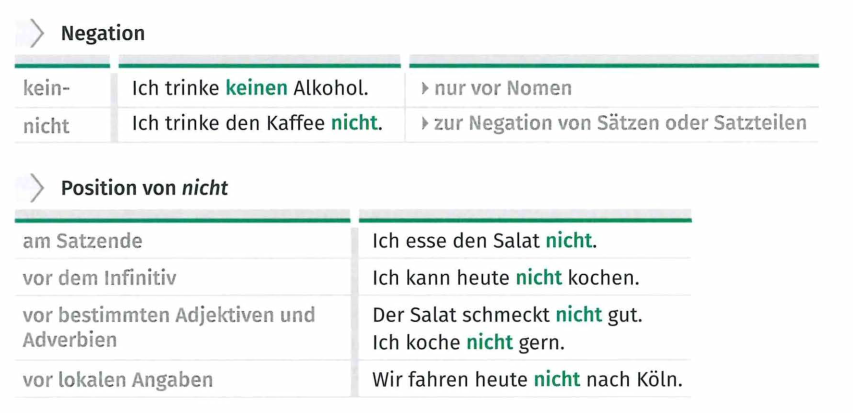 Negation
kein- Ich trinke keinen Alkohol. nur vor Nomen
nicht Ich trinke den Kaffee nicht. zur Negation von Sätzen oder Satzteilen
Position von nicht
am Satzende Ich esse den Salat nicht.
vor dem Infinitiv Ich kann heute nicht kochen.
vor bestimmten Adjektiven und Der Salat schmeckt nicht gut.
Adverbien Ich koche nicht gern.
vor lokalen Angaben Wir fahren heute nicht nach Köln.